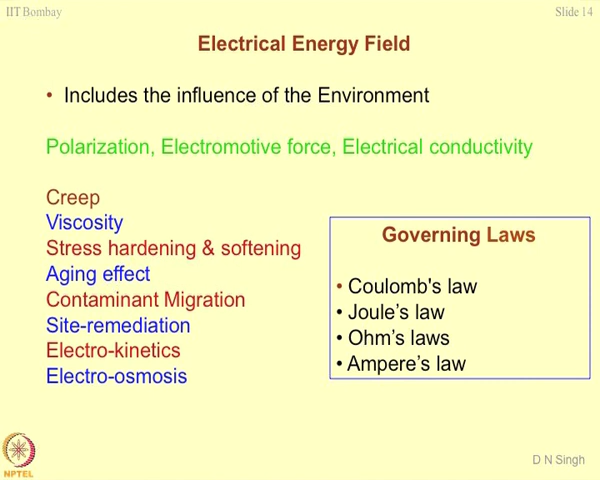 IIT Bombay
Slide 14
Electrical Energy Field
• Includes the influence of the Environment
Polarization, Electromotive force, Electrical conductivity
Creep
Viscosity
Stress hardening & softening
Aging effect
Contaminant Migration
Site-remediation
Electro-kinetics
Electro-osmosis
Governing Laws
• Coulomb's law
• Joule’s law
• Ohm’s laws
• Ampere’s law
NPTEL
D N Singh